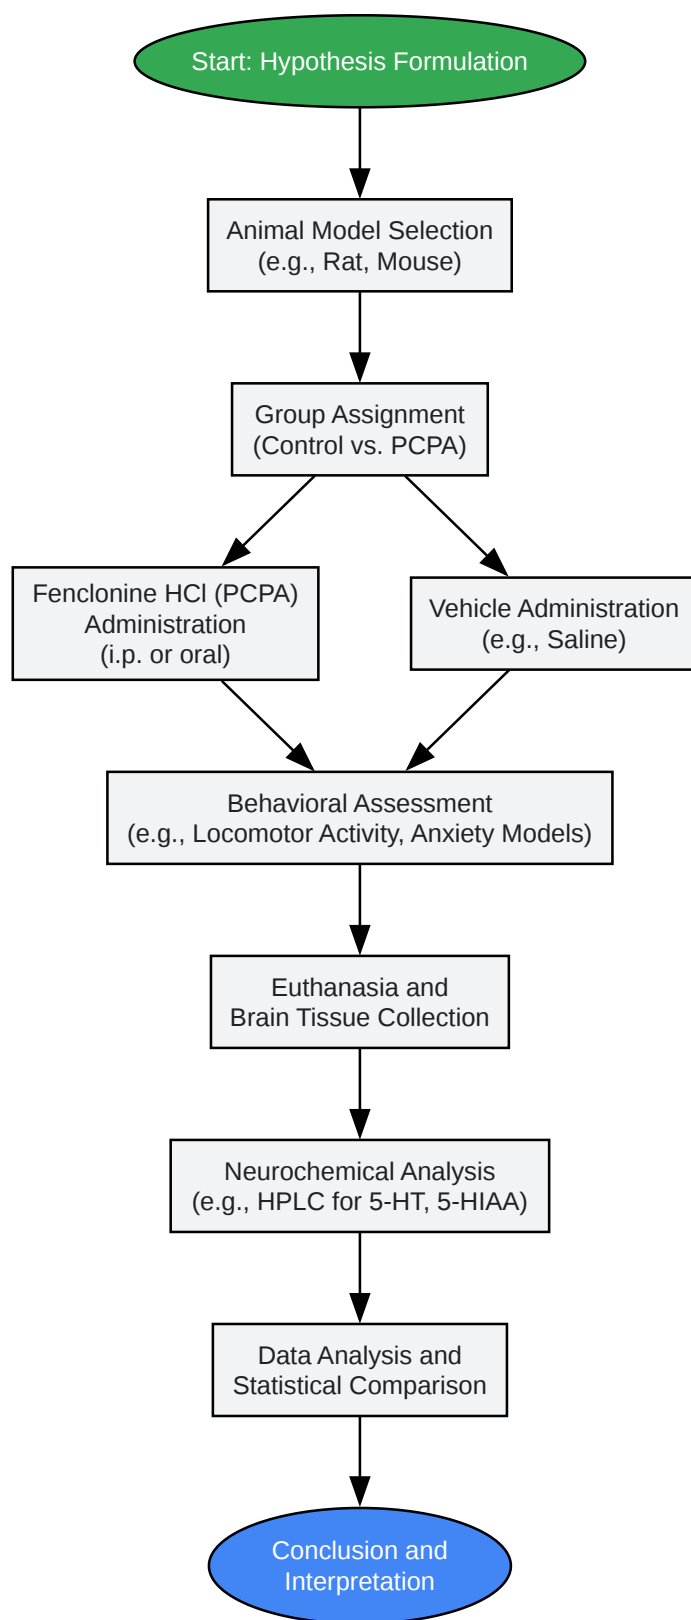 Start: Hypothesis Formulation
Animal Model Selection
(e.g., Rat, Mouse)
Group Assignment
(Control vs. PCPA)
Fenclonine HCl (PCPA)
Administration
(i.p. or oral)
Vehicle Administration
(e.g., Saline)
Behavioral Assessment
(e.g., Locomotor Activity, Anxiety Models)
Euthanasia and
Brain Tissue Collection
Neurochemical Analysis
(e.g., HPLC for 5-HT, 5-HIAA)
Data Analysis and
Statistical Comparison
Conclusion and
Interpretation